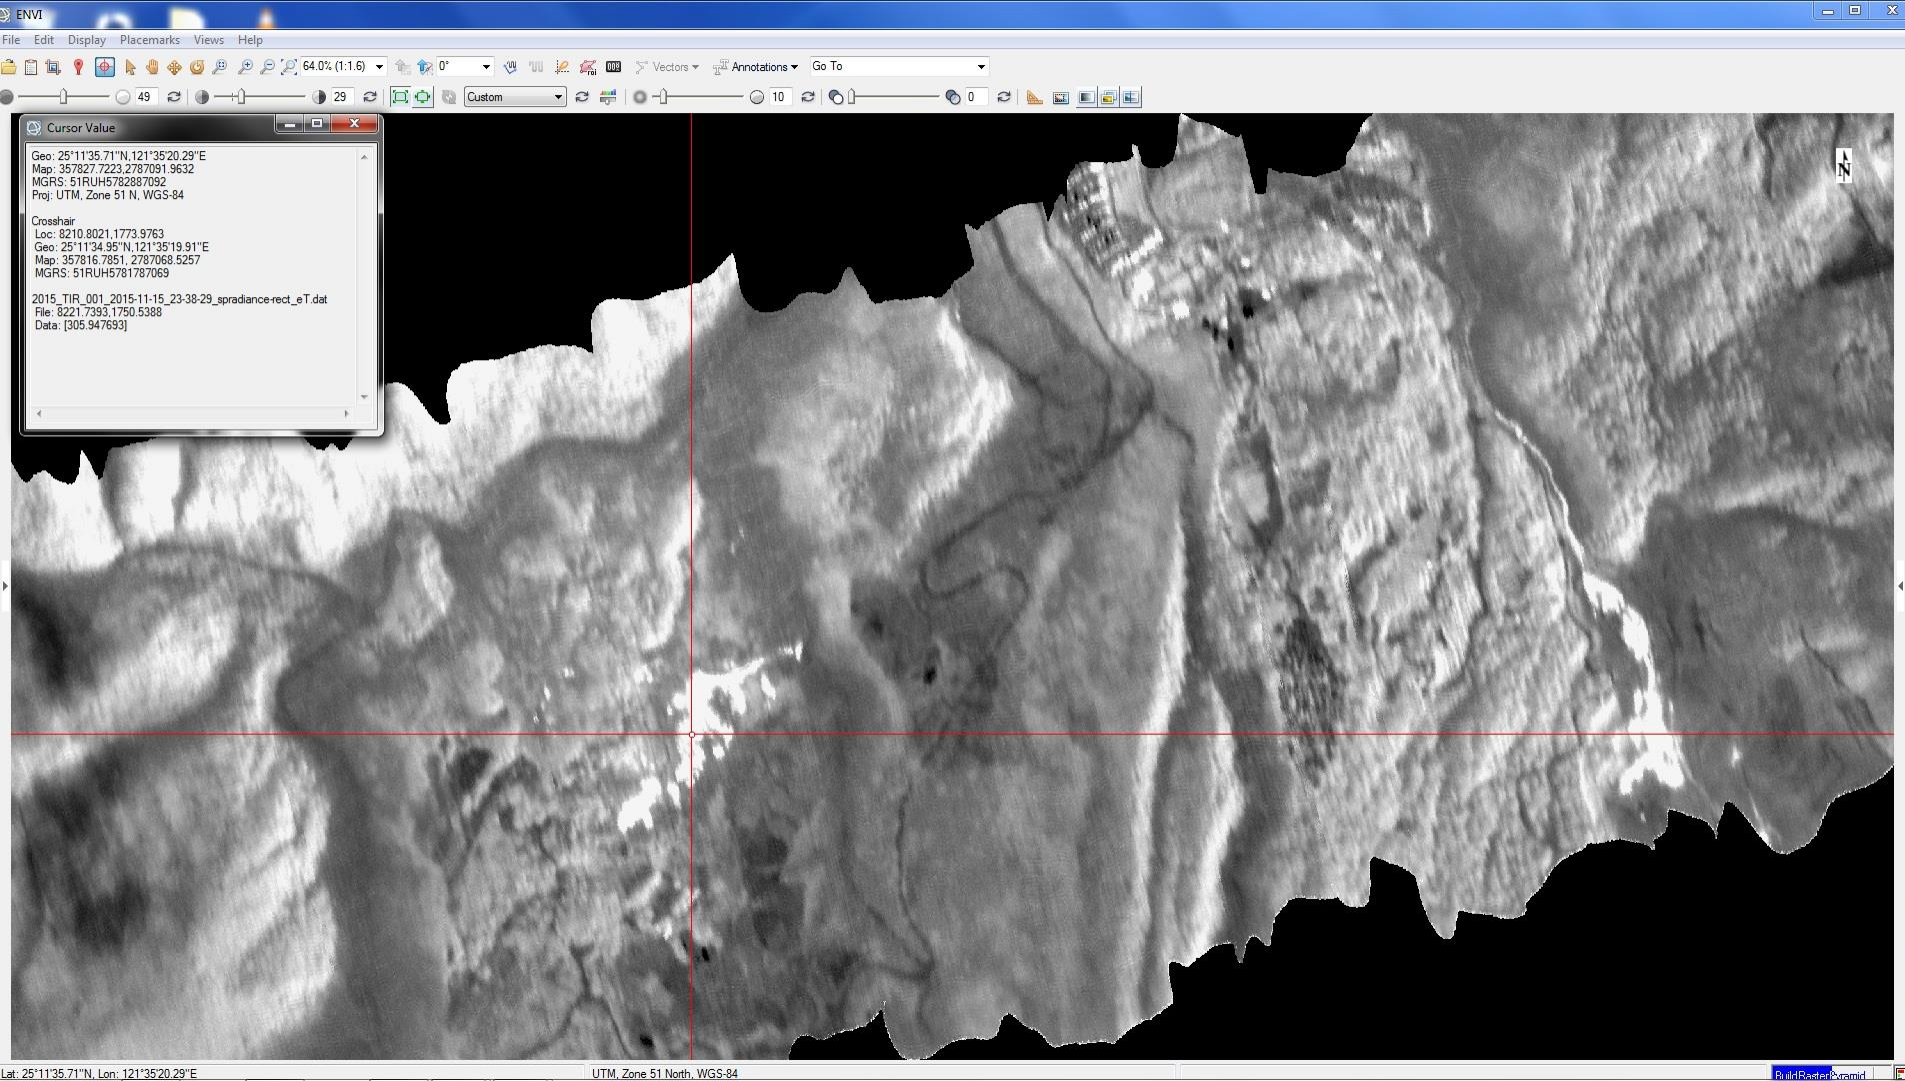 ENVI
File Edit Display Placemarks Views Help
64.0% (1:1.6) 0° Vectors Annotations Go To
49 29 Custom 10 0
Cursor Value
Geo: 25°11'35.71"N,121°35'20.29"E
Map: 357827.7223,2787091.9632
MGRS: 51RUH5782887092
Proj: UTM, Zone 51 N, WGS-84
Crosshair
Loc: 8210.8021,1773.9763
Geo: 25°11'34.95"N,121°35'19.91"E
Map: 357816.7851, 2787068.5257
MGRS: 51RUH5781787069
2015_TIR_001_2015-11-15_23-38-29_spradiance-rect_eT.dat
File: 8221.7393,1750.5388
Data: [305.947693]
N
Lat: 25°11'35.71"N, Lon: 121°35'20.29"E UTM, Zone 51 North, WGS-84 BuildRasterPyramid